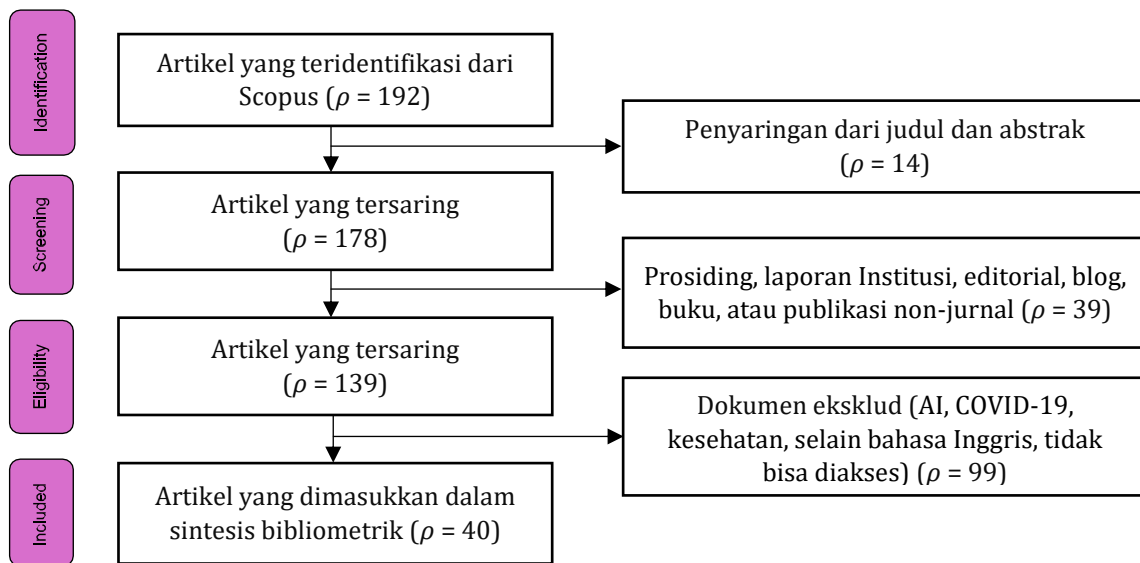 Identification
Artikel yang teridentifikasi dari
Scopus (ρ = 192)
Penyaringan dari judul dan abstrak
(ρ = 14)
Screening
Artikel yang tersaring
(ρ = 178)
Prosiding, laporan Institusi, editorial, blog,
buku, atau publikasi non-jurnal (ρ = 39)
Eligibility
Artikel yang tersaring
(ρ = 139)
Dokumen eksklud (AI, COVID-19,
kesehatan, selain bahasa Inggris, tidak
bisa diakses) (ρ = 99)
Included
Artikel yang dimasukkan dalam
sintesis bibliometrik (ρ = 40)